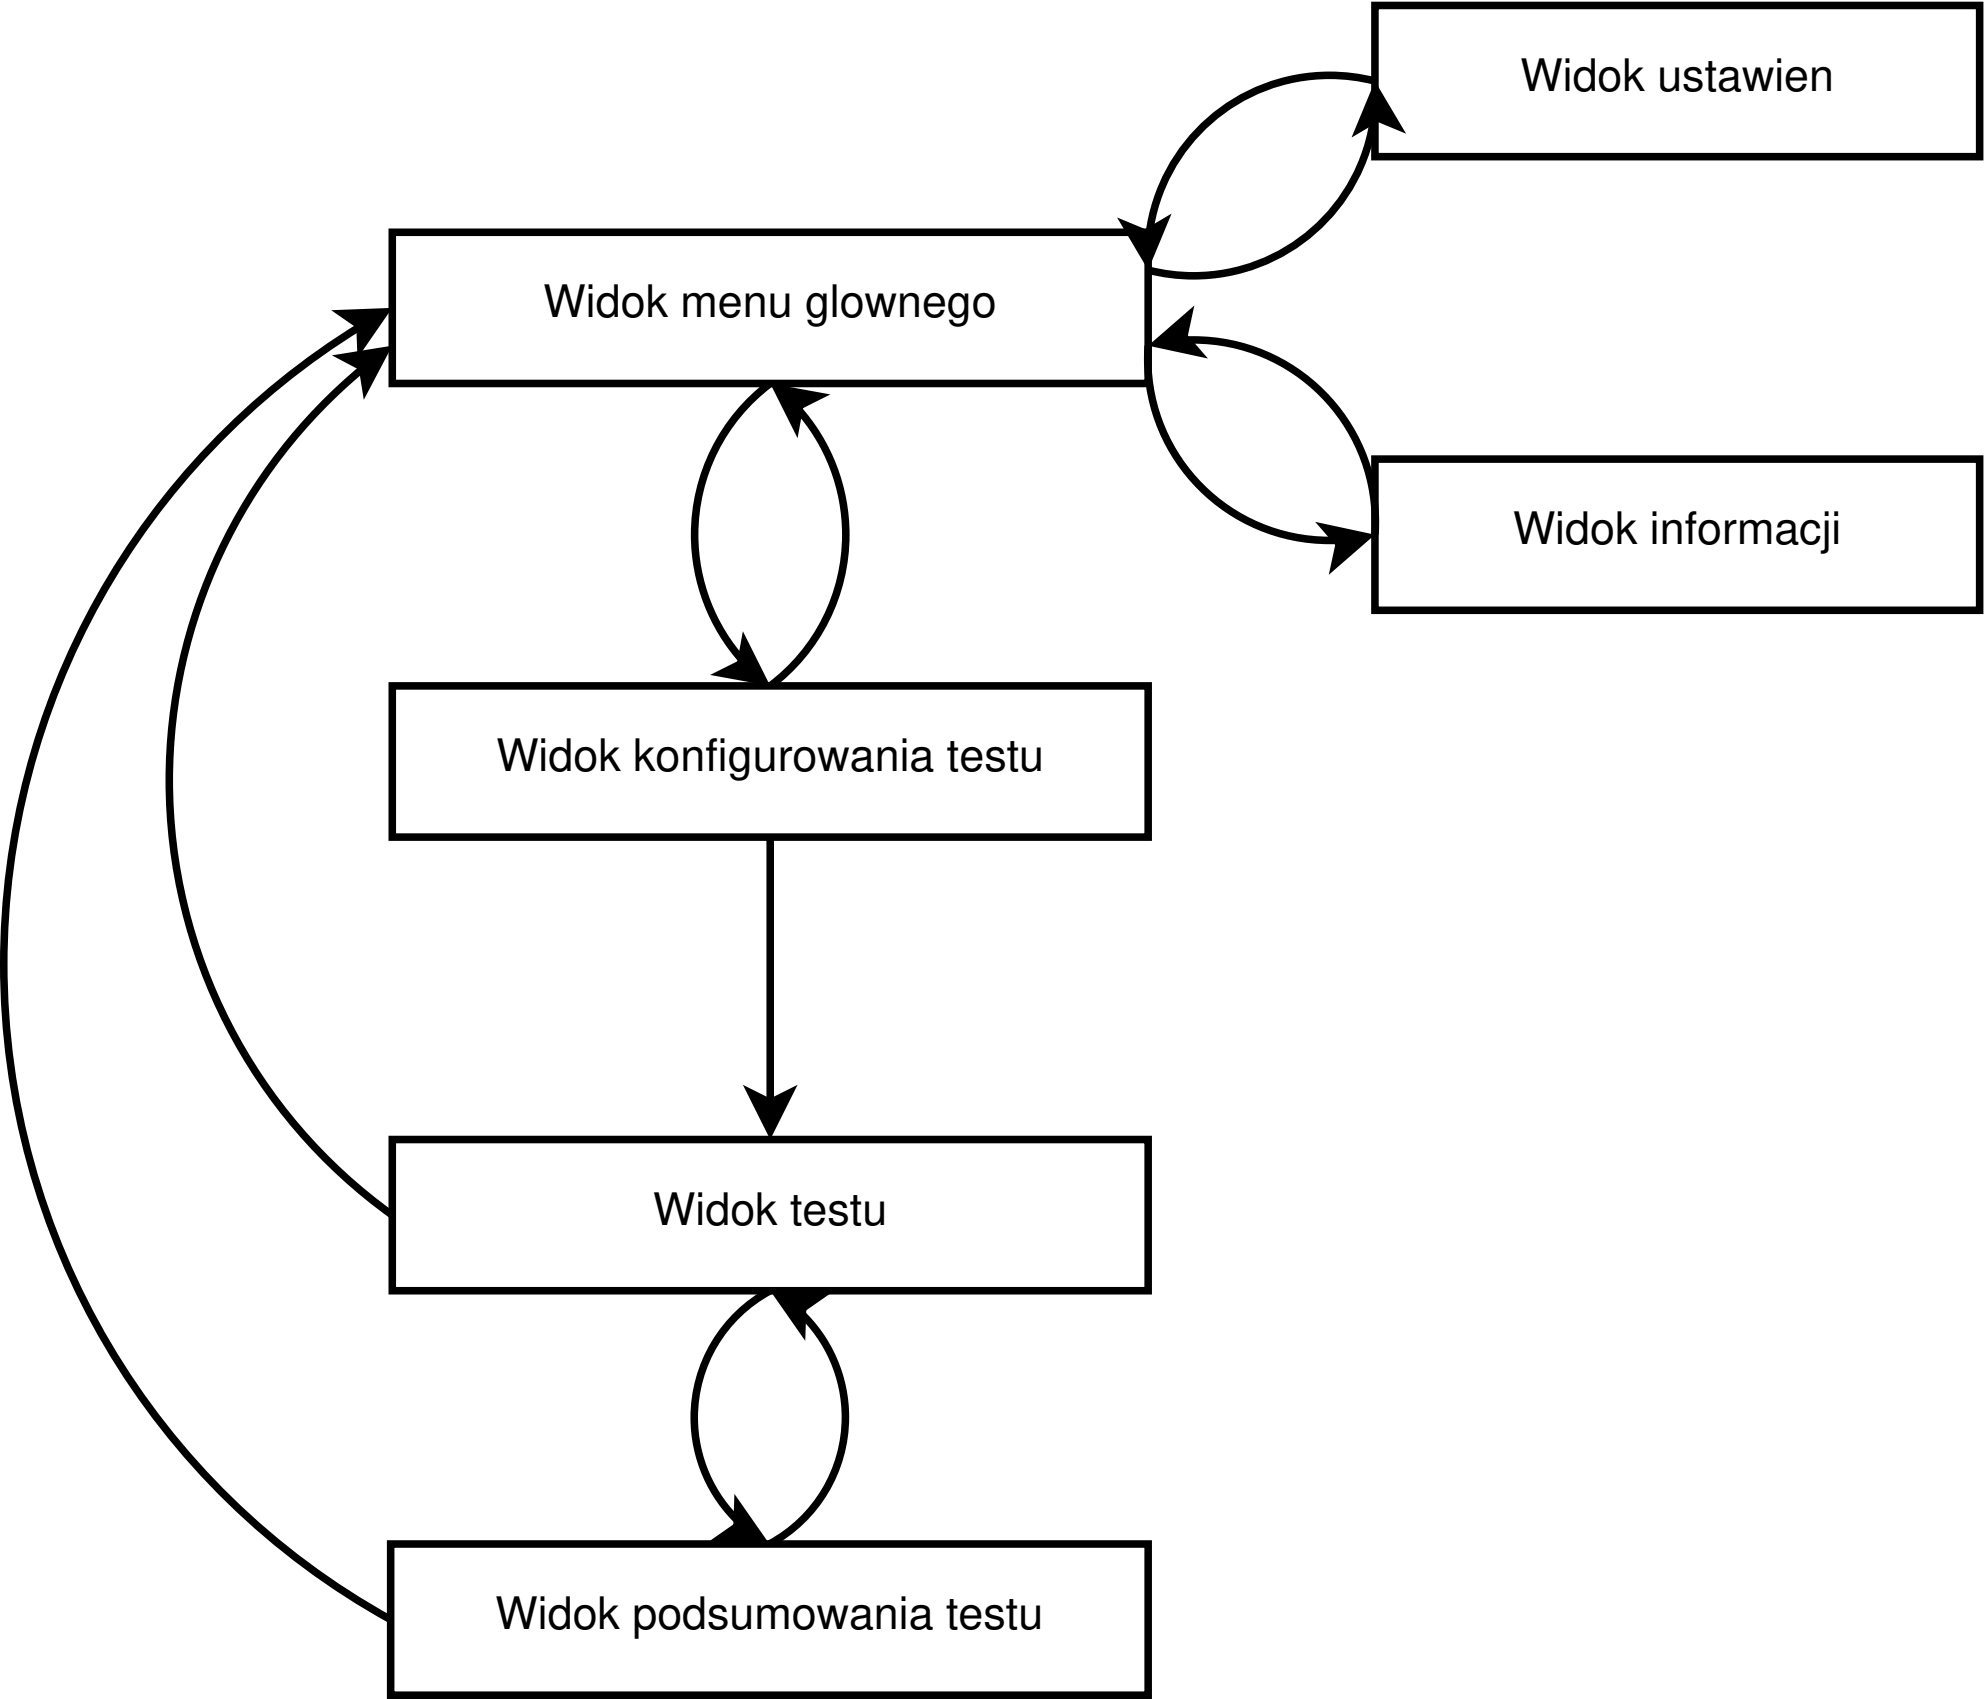 Widok ustawien
Widok menu glownego
Widok informacji
Widok konfigurowania testu
Widok testu
Widok podsumowania testu